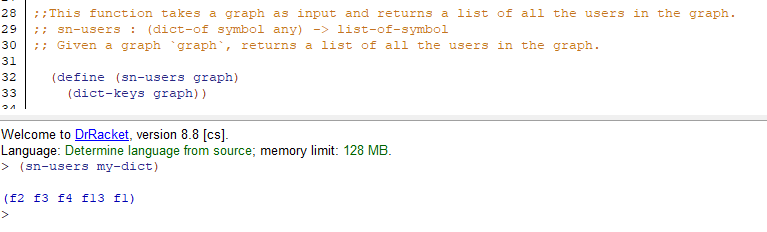 28 ;;This function takes a graph as input and returns a list of all the users in the graph.
29 ;; sn-users : (dict-of symbol any) -> list-of-symbol
30 ;; Given a graph `graph`, returns a list of all the users in the graph.
31
32 (define (sn-users graph)
33 (dict-keys graph))
34
Welcome to DrRacket, version 8.8 [cs].
Language: Determine language from source; memory limit: 128 MB.
> (sn-users my-dict)
(f2 f3 f4 f13 f1)
>